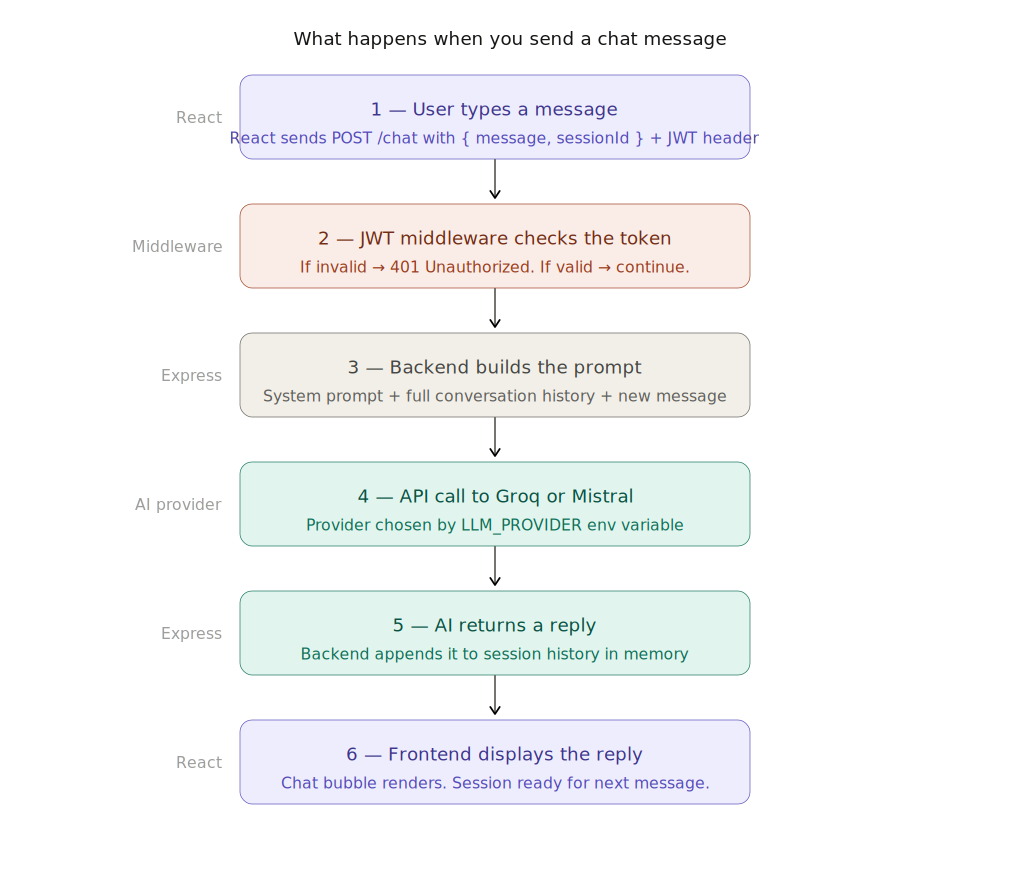 What happens when you send a chat message
React
1 — User types a message
React sends POST /chat with { message, sessionId } + JWT header
Middleware
2 — JWT middleware checks the token
If invalid → 401 Unauthorized. If valid → continue.
Express
3 — Backend builds the prompt
System prompt + full conversation history + new message
AI provider
4 — API call to Groq or Mistral
Provider chosen by LLM_PROVIDER env variable
Express
5 — AI returns a reply
Backend appends it to session history in memory
React
6 — Frontend displays the reply
Chat bubble renders. Session ready for next message.